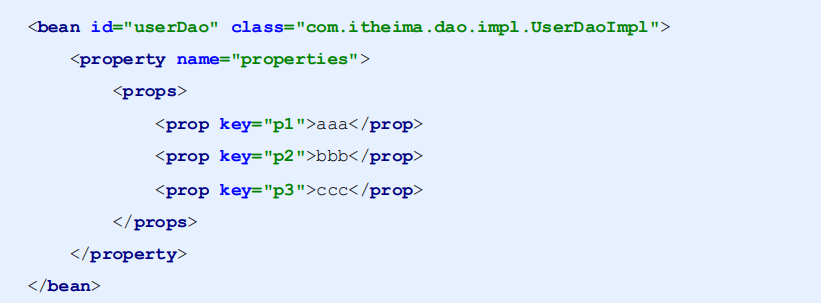 <bean id="userDao" class="com.itheima.dao.impl.UserDaoImpl">
    <property name="properties">
        <props>
            <prop key="p1">aaa</prop>
            <prop key="p2">bbb</prop>
            <prop key="p3">ccc</prop>
        </props>
    </property>
</bean>